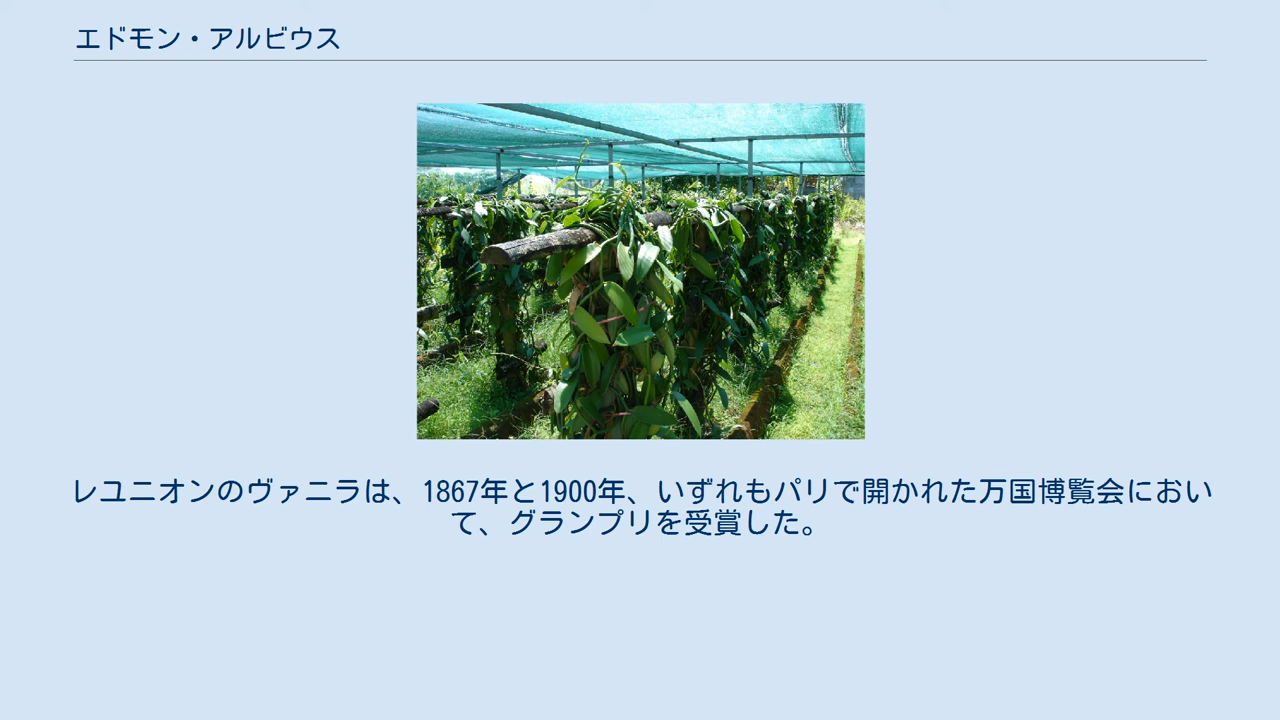 エドモン・アルビウス
レユニオンのヴァニラは、1867年と1900年、いずれもパリで開かれた万国博覧会におい
て、グランプリを受賞した。